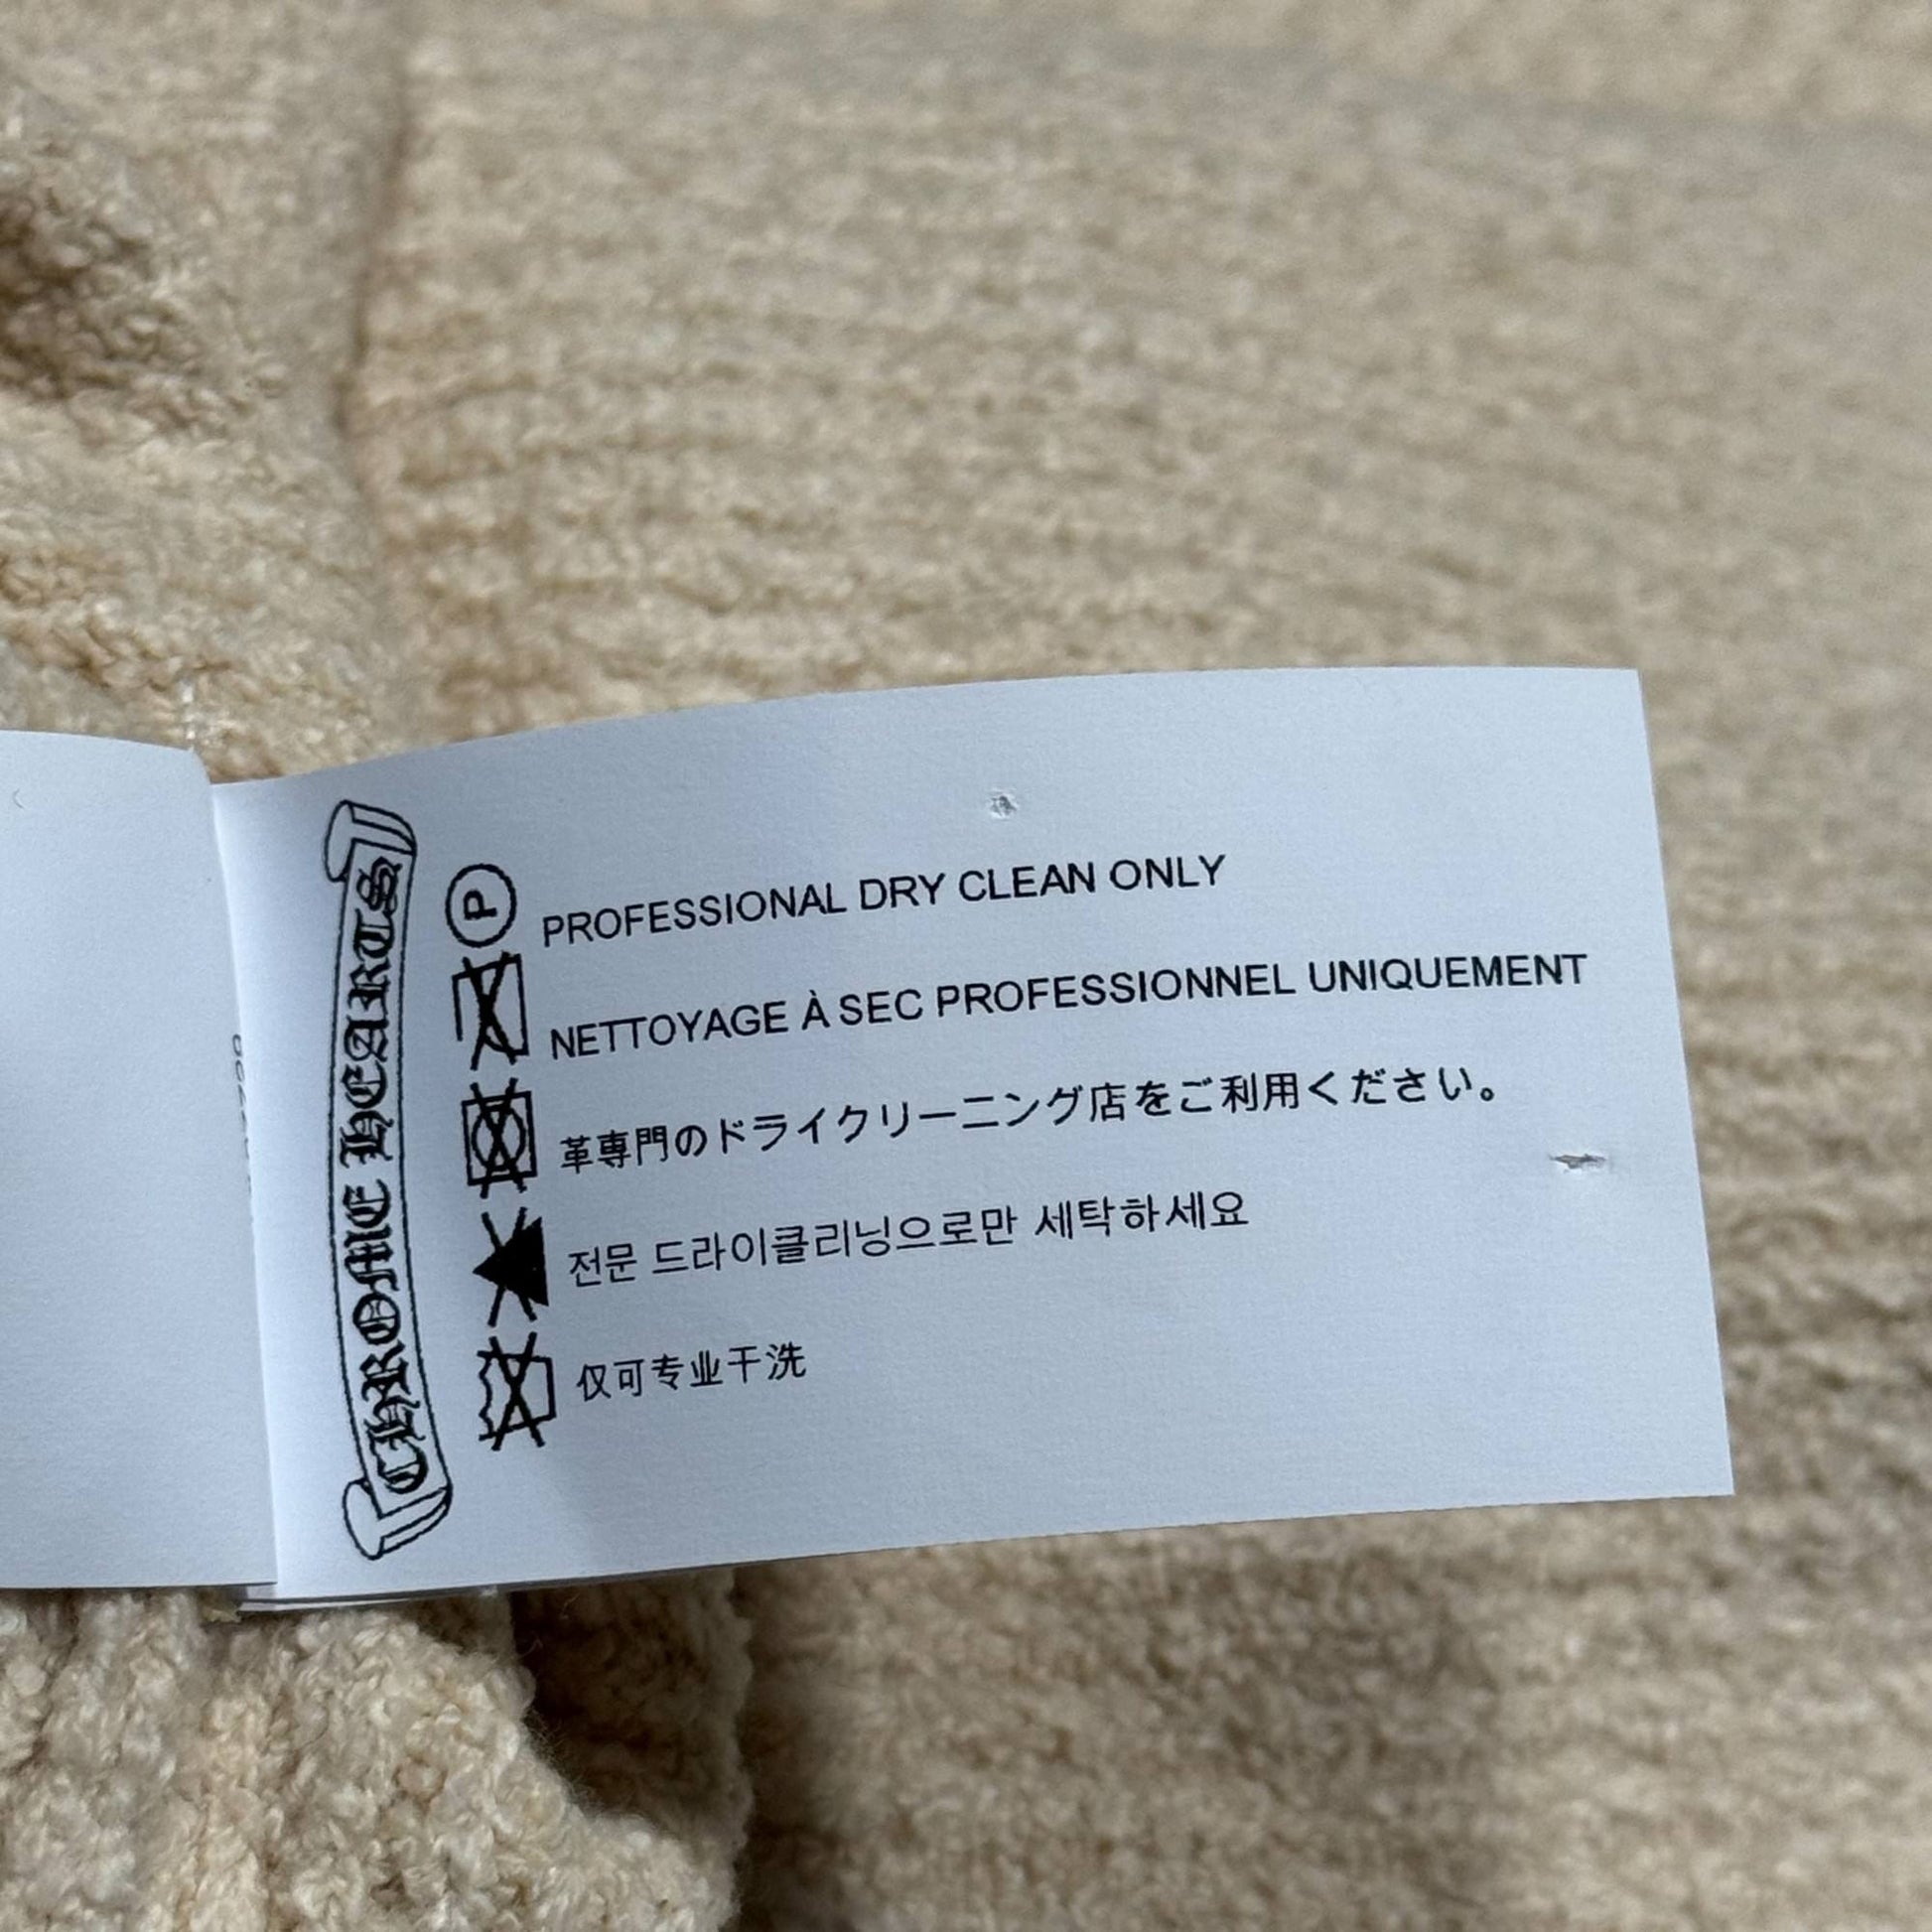 CHROME HEARTS
P
PROFESSIONAL DRY CLEAN ONLY
NETTOYAGE À SEC PROFESSIONNEL UNIQUEMENT
革専門のドライクリーニング店をご利用ください。
전문 드라이클리닝으로만 세탁하세요
仅可专业干洗